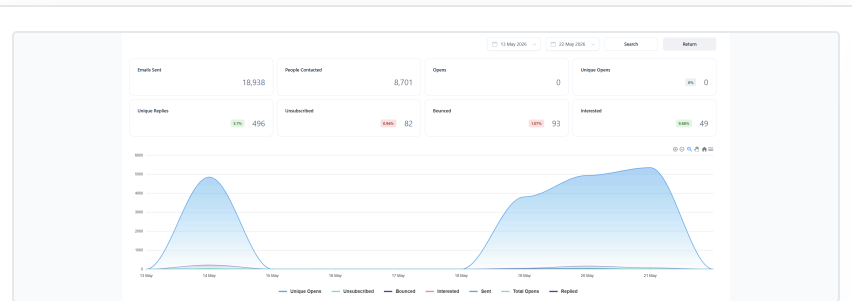 13 May 2026
22 May 2026
Search
Return
Emails Sent
18,938
People Contacted
8,701
Opens
0
Unique Opens
0%
0
Unique Replies
5.7%
496
Unsubscribed
0.94%
82
Bounced
1.07%
93
Interested
9.88%
49
6000
5000
4000
3000
2000
1000
0
13 May
14 May
15 May
16 May
17 May
18 May
19 May
20 May
21 May
Unique Opens
Unsubscribed
Bounced
Interested
Sent
Total Opens
Replied